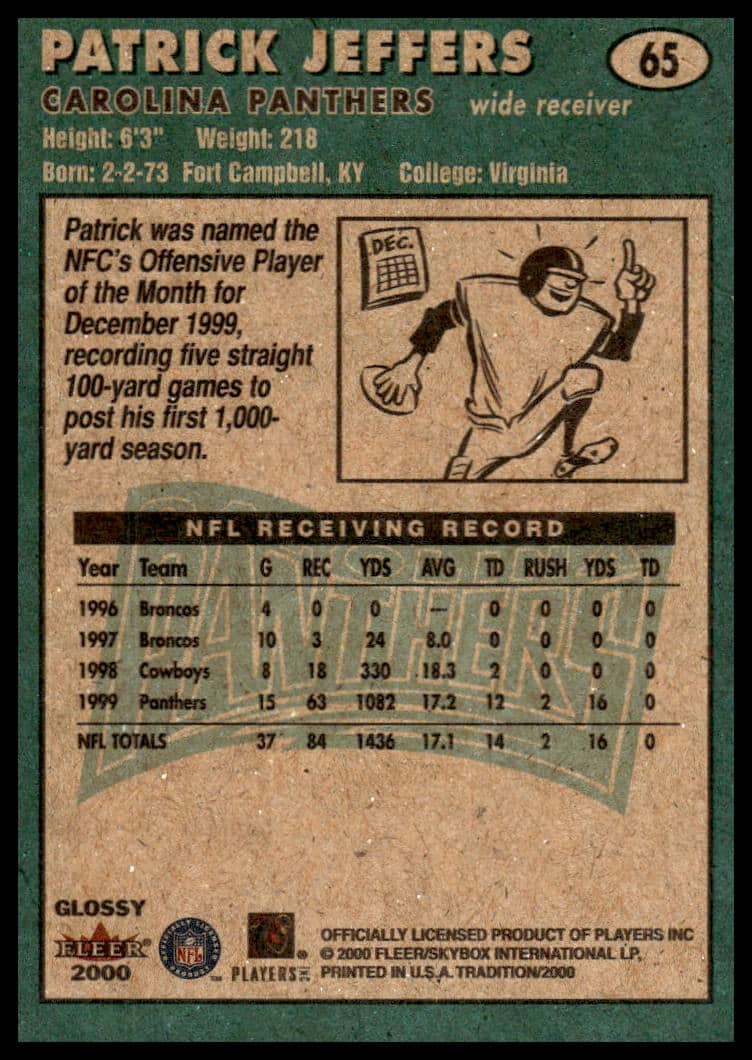 PATRICK JEFFERS 65
CAROLINA PANTHERS wide receiver
Height: 6'3" Weight: 218
Born: 2-2-73 Fort Campbell, KY College: Virginia
Patrick was named the
NFC's Offensive Player
of the Month for
December 1999,
recording five straight
100-yard games to
post his first 1,000-
yard season.
DEC.
PANTHERS
NFL RECEIVING RECORD
Year Team G REC YDS AVG TD RUSH YDS TD
1996 Broncos 4 0 0 — 0 0 0 0
1997 Broncos 10 3 24 8.0 0 0 0 0
1998 Cowboys 8 18 330 18.3 2 0 0 0
1999 Panthers 15 63 1082 17.2 12 2 16 0
NFL TOTALS 37 84 1436 17.1 14 2 16 0
GLOSSY
FLEER
2000
NFL
PLAYERS INC
OFFICIALLY LICENSED PRODUCT OF PLAYERS INC
© 2000 FLEER/SKYBOX INTERNATIONAL LP,
PRINTED IN U.S.A. TRADITION/2000